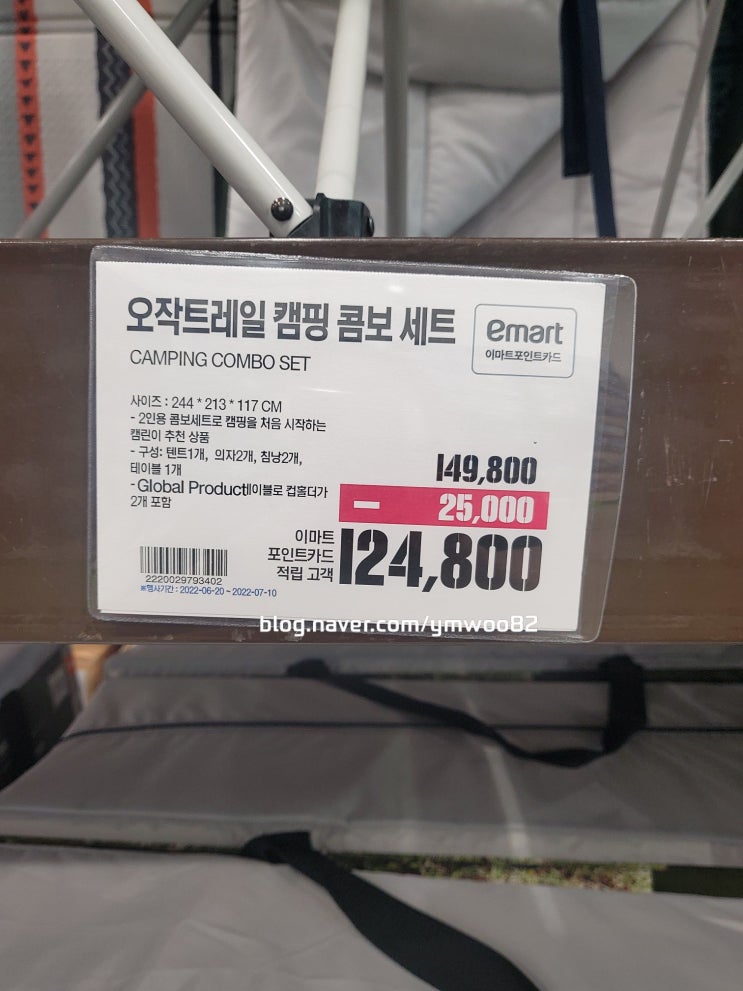 오작트레일 캠핑 콤보 세트
CAMPING COMBO SET
emart
이마트포인트카드
사이즈 : 244 * 213 * 117 CM
- 2인용 콤보세트로 캠핑을 처음 시작하는
캠린이 추천 상품
- 구성: 텐트1개, 의자2개, 침낭2개,
테이블 1개
- Global Product테이블로 컵홀더가
2개 포함
149,800
- 25,000
이마트
포인트카드
적립 고객
124,800
2220029793402
※행사기간 : 2022-06-20 ~ 2022-07-10
blog.naver.com/ymwoo82